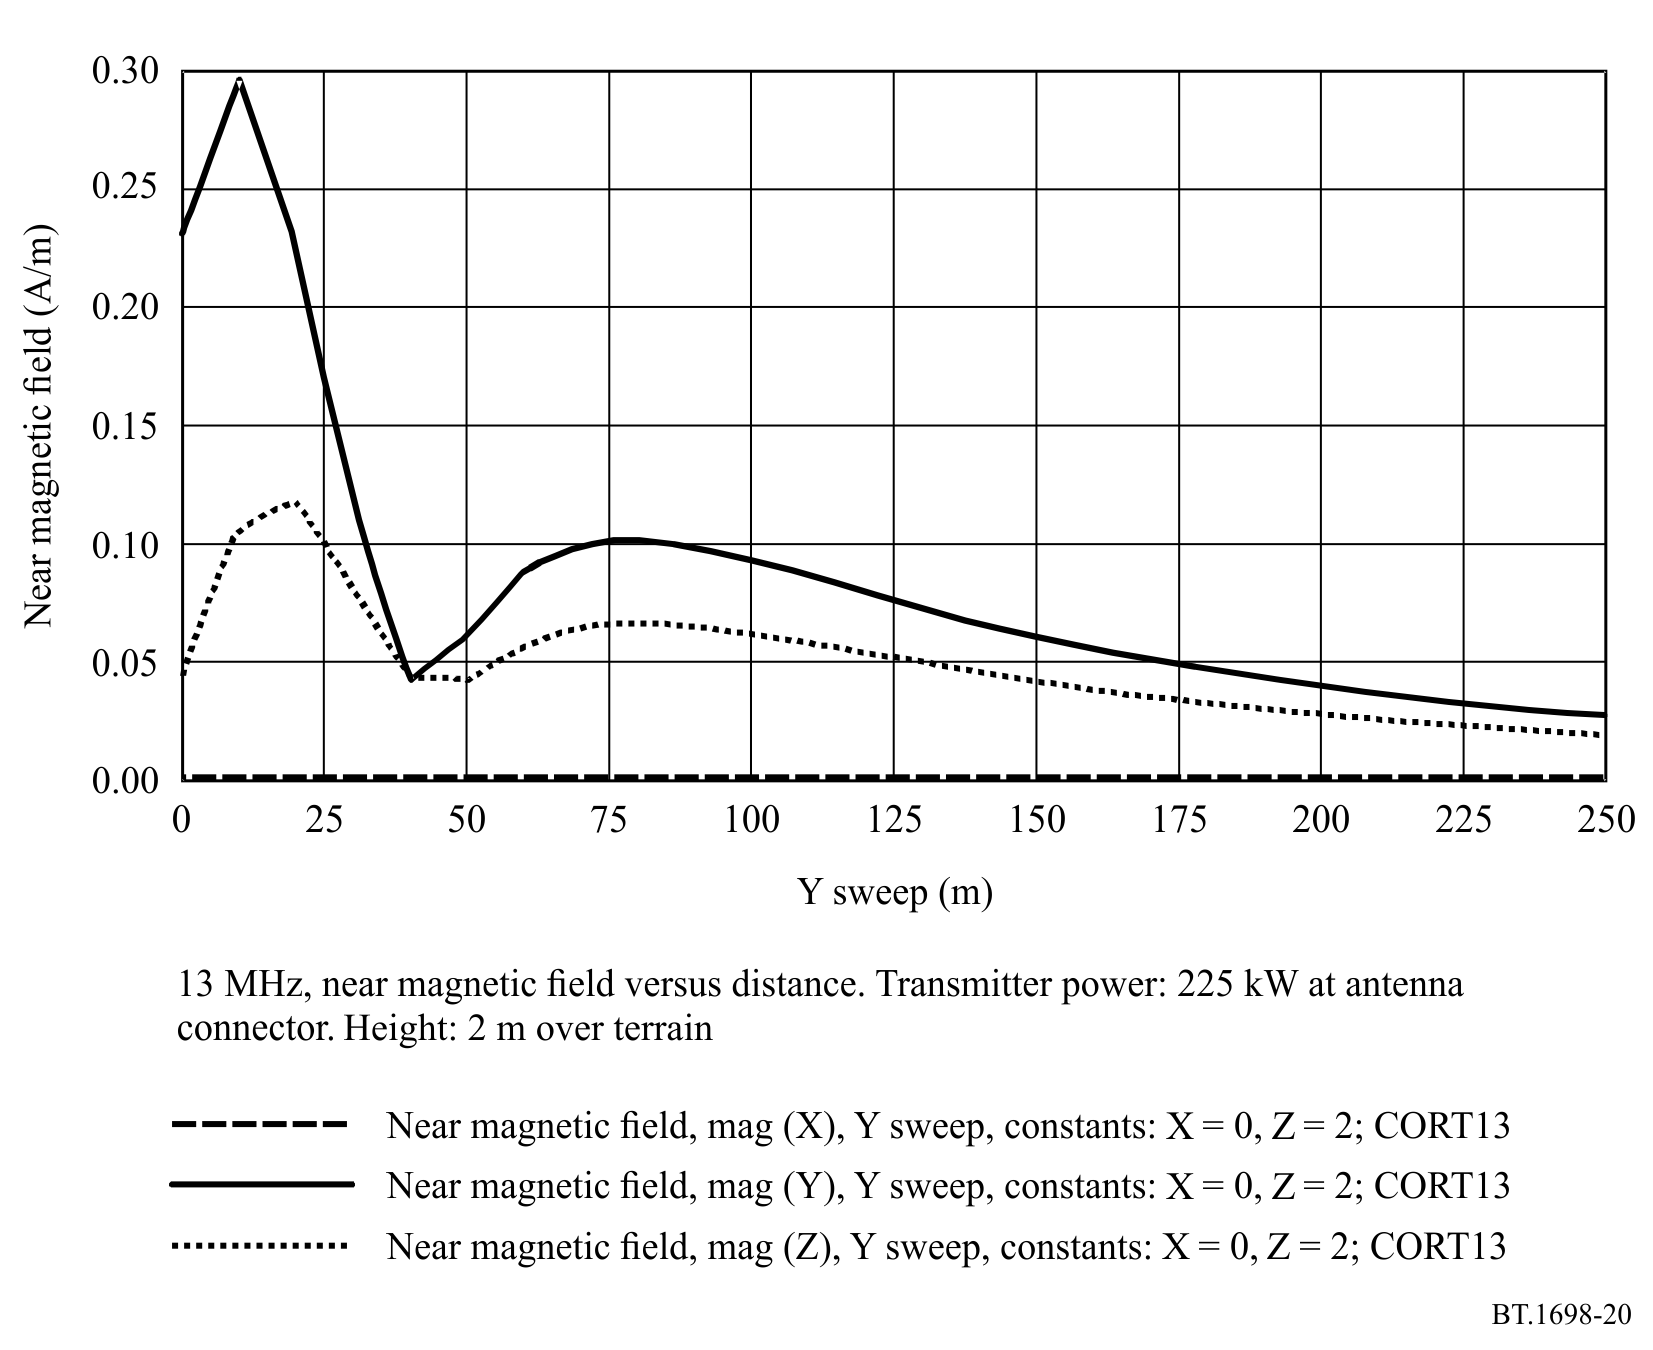 0.30
0.25
0.20
0.15
0.10
0.05
0.00
Near magnetic field (A/m)
0 25 50 75 100 125 150 175 200 225 250
Y sweep (m)
13 MHz, near magnetic field versus distance. Transmitter power: 225 kW at antenna
connector. Height: 2 m over terrain
Near magnetic field, mag (X), Y sweep, constants: X = 0, Z = 2; CORT13
Near magnetic field, mag (Y), Y sweep, constants: X = 0, Z = 2; CORT13
Near magnetic field, mag (Z), Y sweep, constants: X = 0, Z = 2; CORT13
BT.1698-20